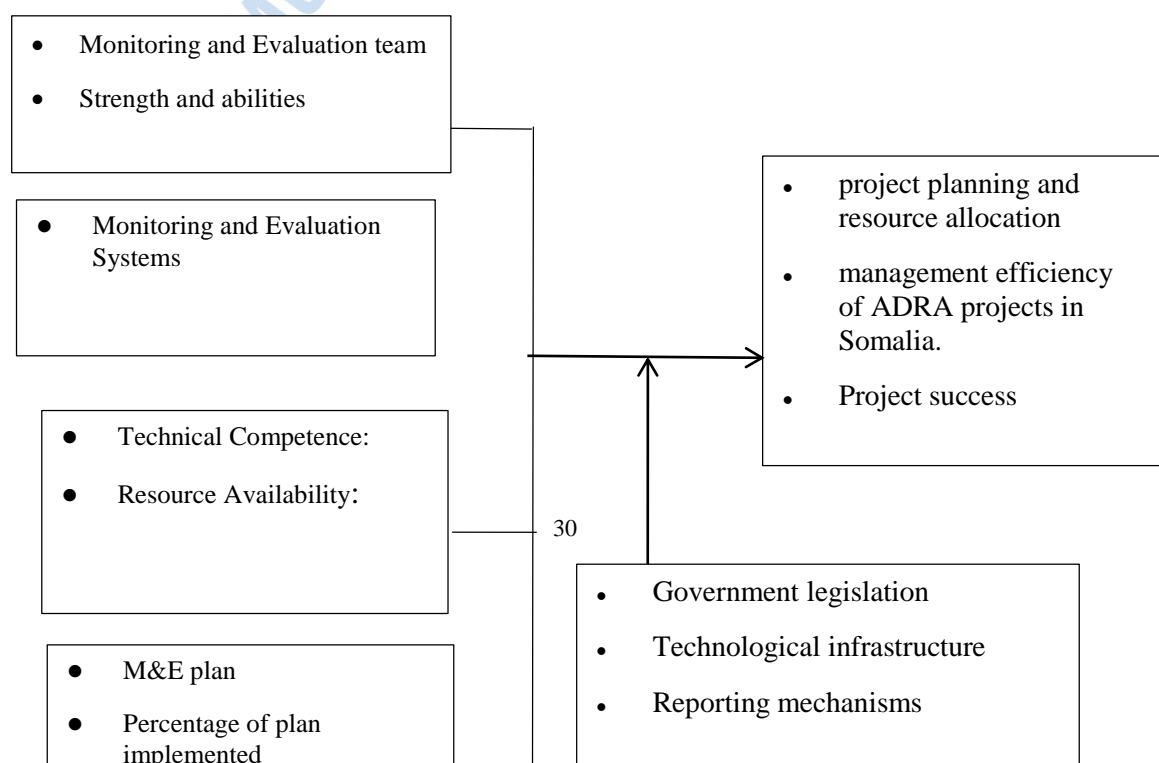 Monitoring and Evaluation team
Strength and abilities
Monitoring and Evaluation
Systems
Technical Competence:
Resource Availability:
M&E plan
Percentage of plan
implemented
project planning and
resource allocation
management efficiency
of ADRA projects in
Somalia.
Project success
30
Government legislation
Technological infrastructure
Reporting mechanisms